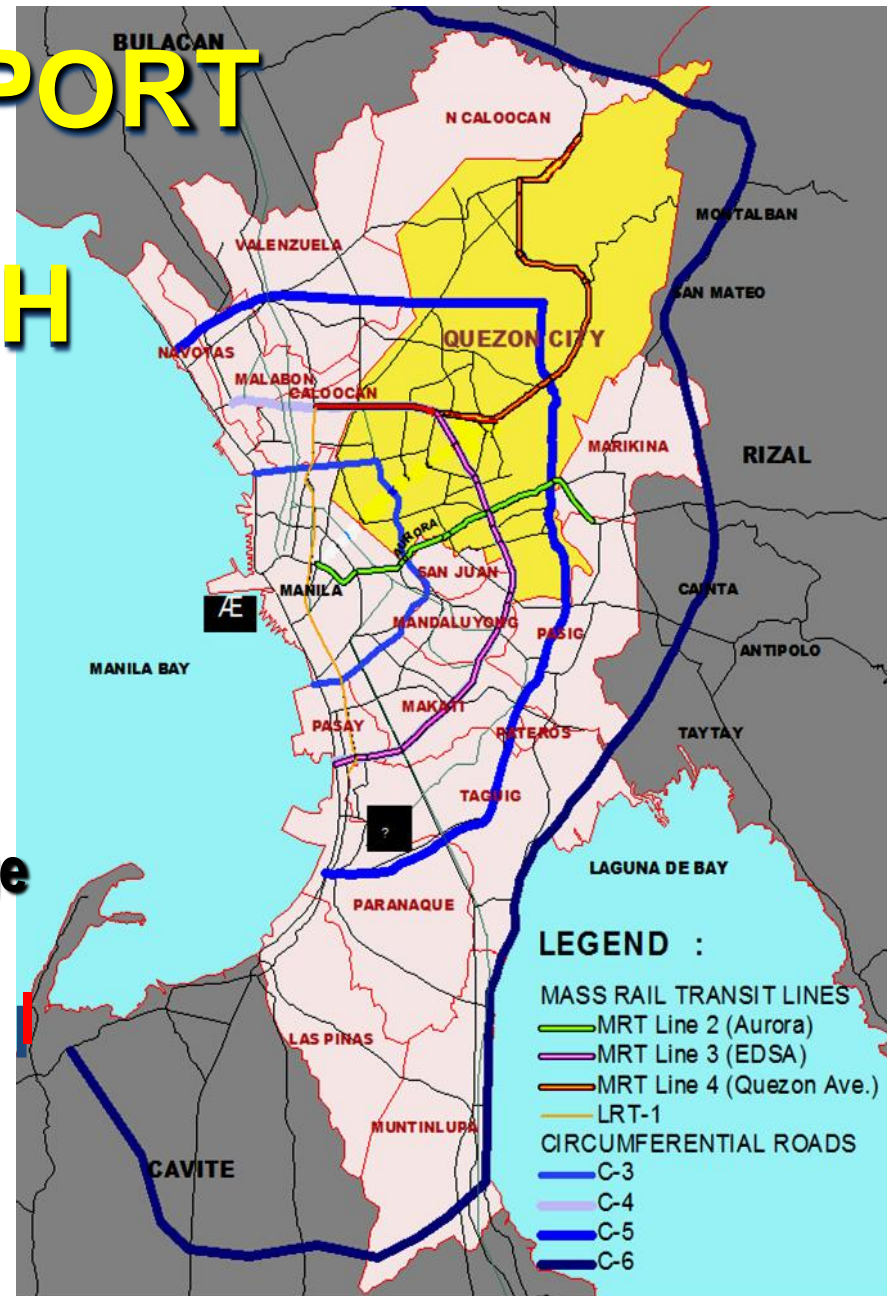 BULACAN
PORT
N CALOOCAN
MONTALBAN
VALENZUELA
H
SAN MATEO
QUEZON CITY
NAVOTAS
MALABON
CALOOCAN
MARIKINA
RIZAL
AURORA
SAN JUAN
MANILA
CAINTA
Æ
MANDALUYONG
PASIG
ANTIPOLO
MANILA BAY
MAKATI
PASAY
PATEROS
TAYTAY
TAGUIG
?
LAGUNA DE BAY
e
PARANAQUE
LEGEND :
MASS RAIL TRANSIT LINES
MRT Line 2 (Aurora)
MRT Line 3 (EDSA)
LAS PINAS
MRT Line 4 (Quezon Ave.)
LRT-1
MUNTINLUPA
CIRCUMFERENTIAL ROADS
CAVITE
C-3
C-4
C-5
C-6